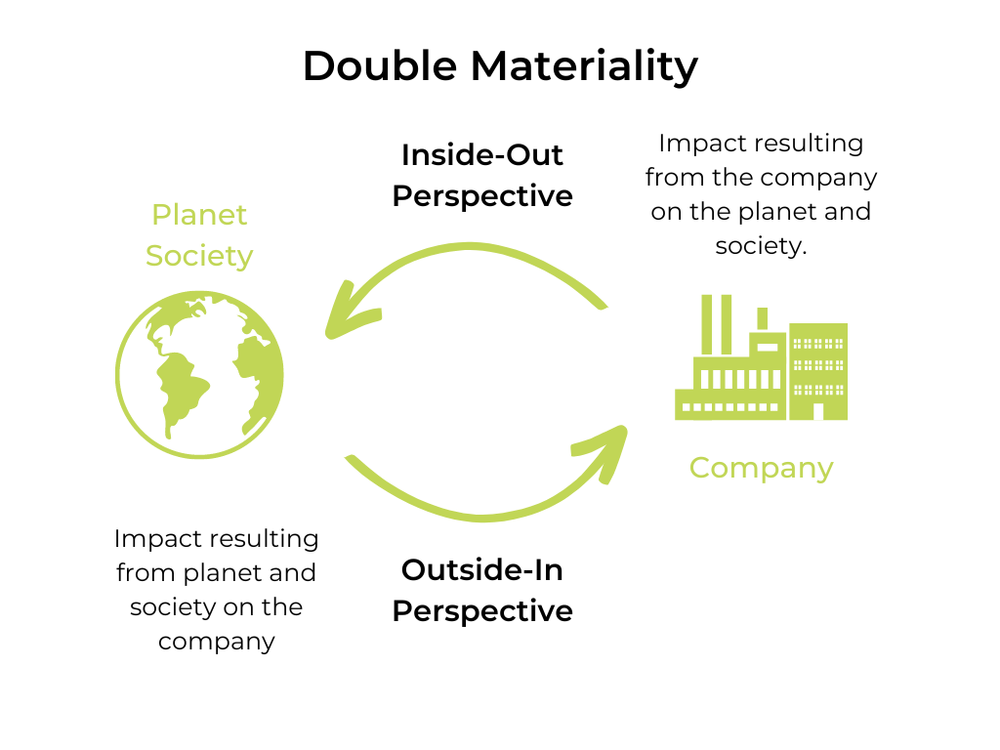 Double Materiality
Inside-Out
Perspective
Impact resulting
from the company
on the planet and
society.
Planet
Society
Company
Impact resulting
from planet and
society on the
company
Outside-In
Perspective